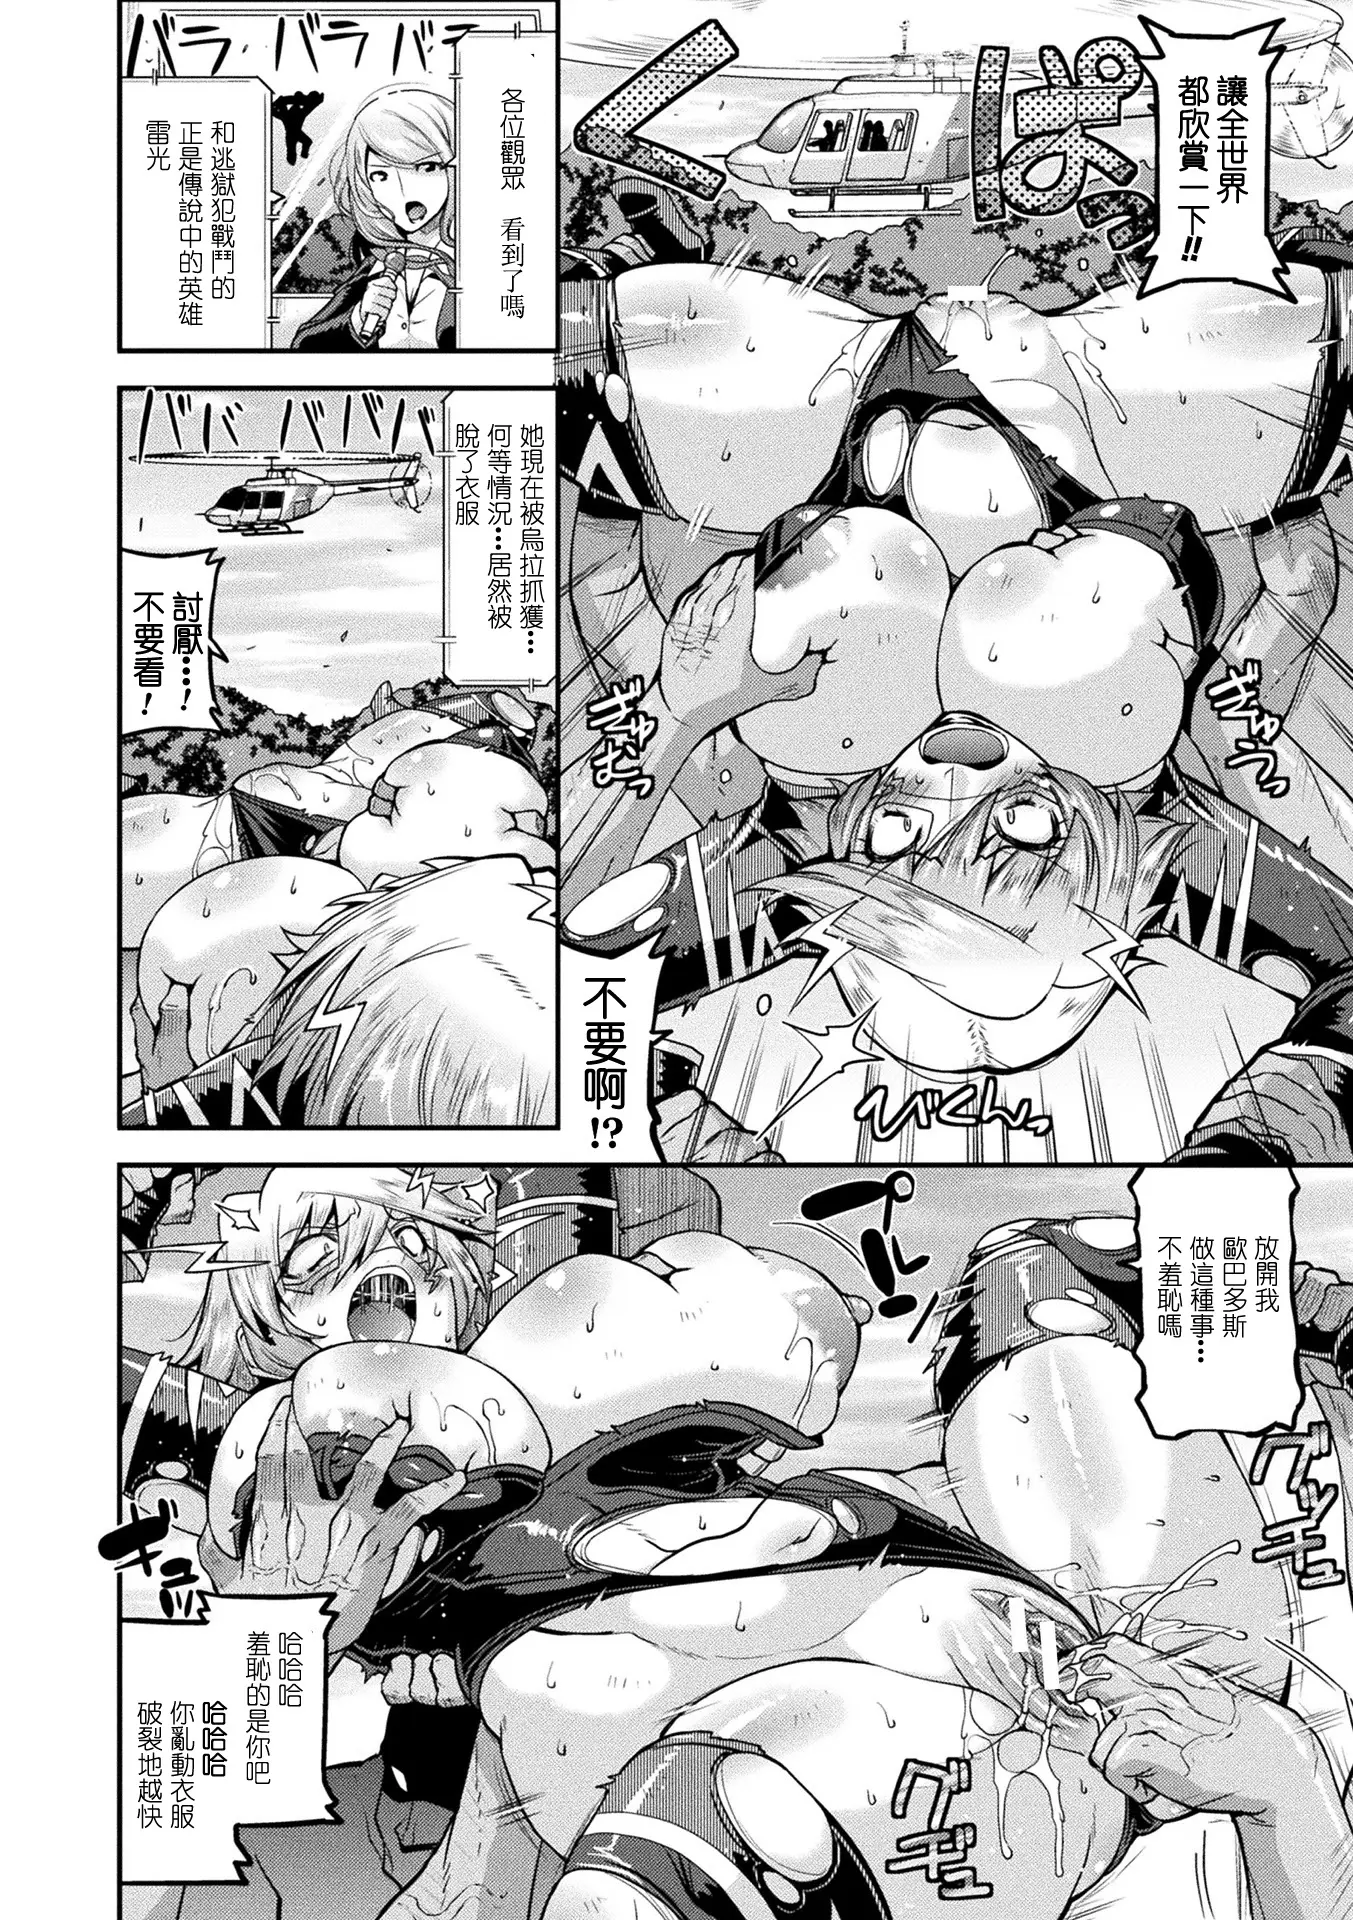 讓全世界
都欣賞一下!!
くぱぁっ
ぎゅむっ
ぎゅうっ
不要啊!?
びくんっ
バラバラバラ
各位觀眾 看到了嗎
和逃獄犯戰鬥的
正是傳說中的英雄
雷光
ババババババ
她現在被烏拉抓獲…
何等情況…居然被
脫了衣服
討厭…!
不要看!
放開我
歐巴多斯
做這種事…
不羞恥嗎
プルッ
ギュッ
グッチュ
グチュ
哈哈哈
羞恥的是你吧
哈哈哈
你亂動衣服
破裂地越快